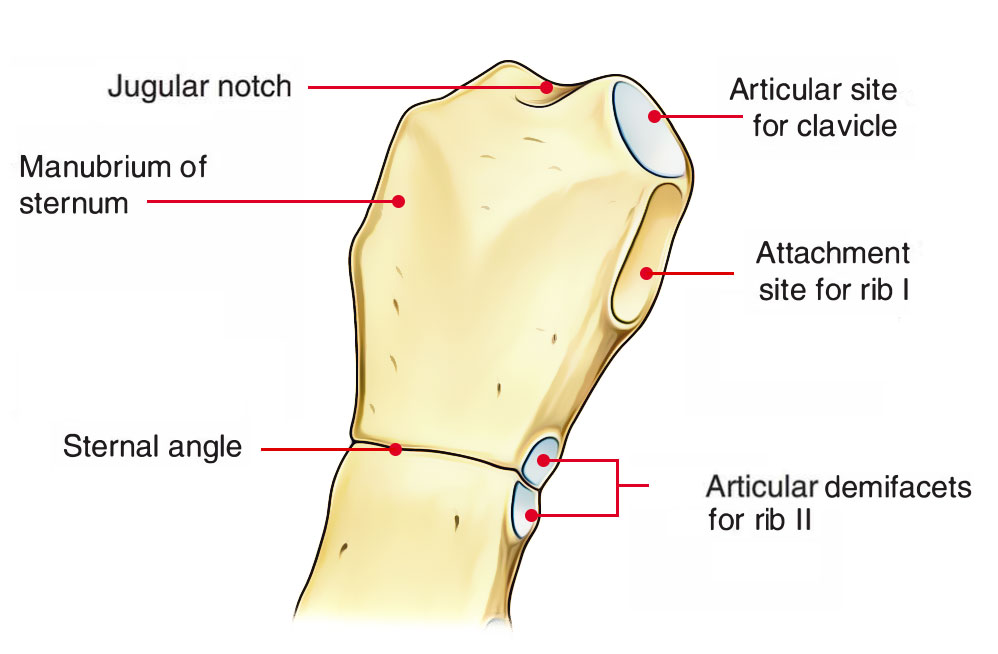 Jugular notch
Articular site
for clavicle
Manubrium of
sternum
Attachment
site for rib I
Sternal angle
Articular demifacets
for rib II